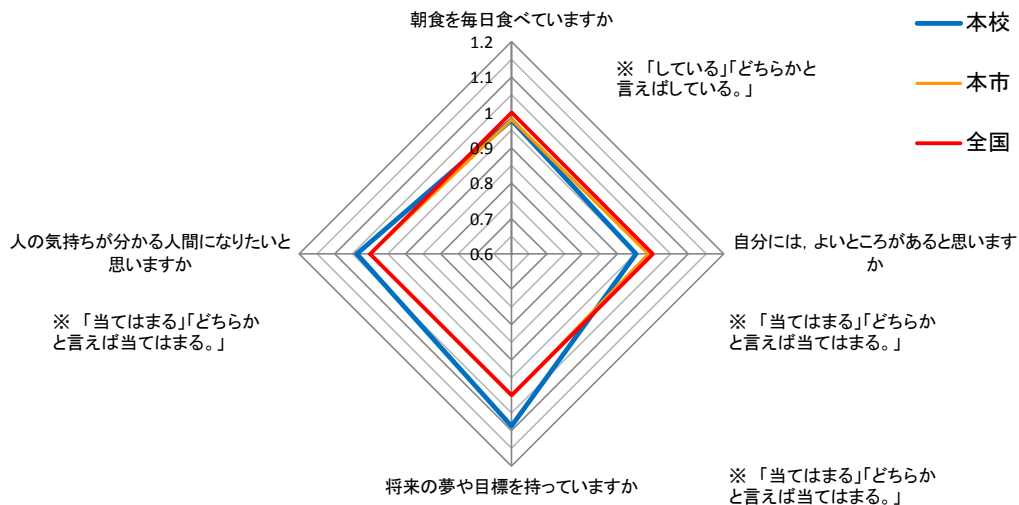 朝食を毎日食べていますか
本校
本市
全国
※ 「している」「どちらかと
言えばしている。」
1.2
1.1
1
0.9
0.8
0.7
0.6
人の気持ちが分かる人間になりたいと
思いますか
自分には，よいところがあると思います
か
※ 「当てはまる」「どちらか
と言えば当てはまる。」
※ 「当てはまる」「どちらか
と言えば当てはまる。」
将来の夢や目標を持っていますか
※ 「当てはまる」「どちらか
と言えば当てはまる。」